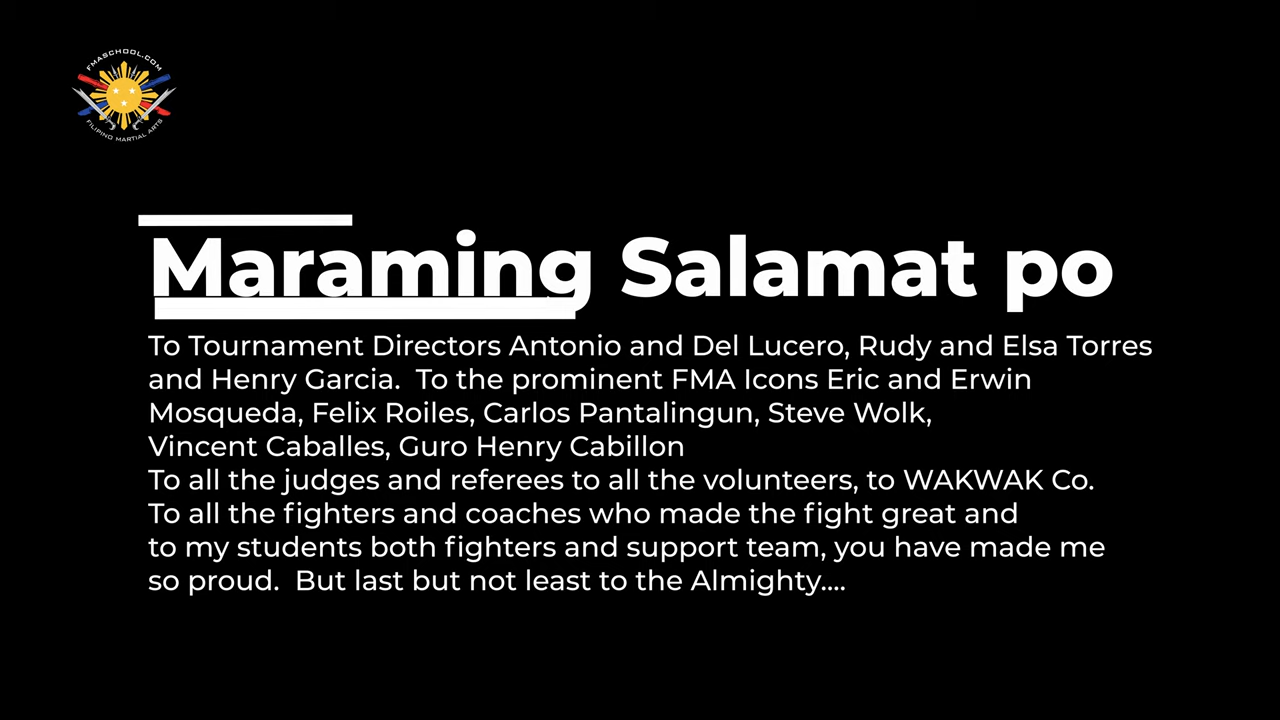 FMASCHOOL.COM
FILIPINO MARTIAL ARTS
Maraming Salamat po
To Tournament Directors Antonio and Del Lucero, Rudy and Elsa Torres
and Henry Garcia.  To the prominent FMA Icons Eric and Erwin
Mosqueda, Felix Roiles, Carlos Pantalingun, Steve Wolk,
Vincent Caballes, Guro Henry Cabillon
To all the judges and referees to all the volunteers, to WAKWAK Co.
To all the fighters and coaches who made the fight great and
to my students both fighters and support team, you have made me
so proud.  But last but not least to the Almighty....